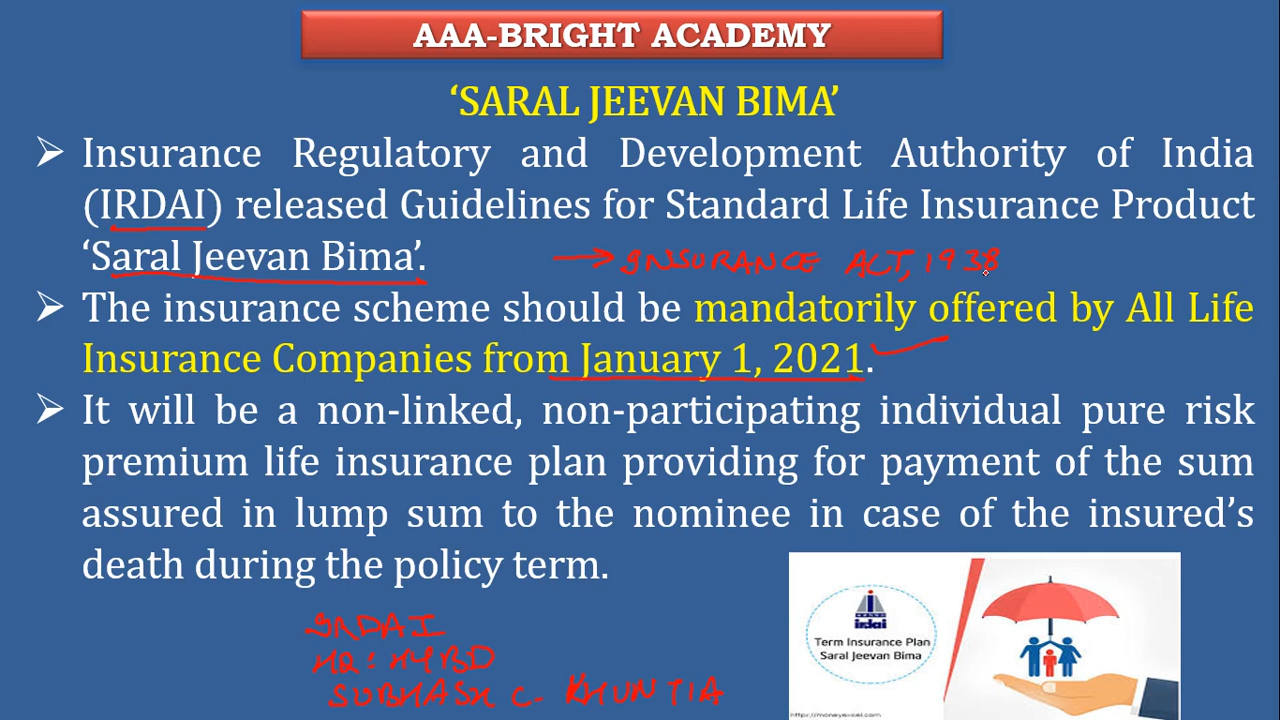 AAA-BRIGHT ACADEMY
‘SARAL JEEVAN BIMA’
➢ Insurance Regulatory and Development Authority of India
(IRDAI) released Guidelines for Standard Life Insurance Product
‘Saral Jeevan Bima’.
→ INSURANCE ACT, 1938
➢ The insurance scheme should be mandatorily offered by All Life
Insurance Companies from January 1, 2021.
➢ It will be a non-linked, non-participating individual pure risk
premium life insurance plan providing for payment of the sum
assured in lump sum to the nominee in case of the insured’s
death during the policy term.
IRDAI
HQ: HYBD
SUBHASH C. KHUNTIA
irdai
Term Insurance Plan
Saral Jeevan Bima
https://moneyexcel.com